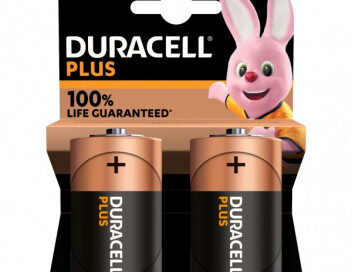 DURACELL®
PLUS
100%
LIFE GUARANTEED*
+
DURACELL
PLUS
+
DURACELL
PLUS